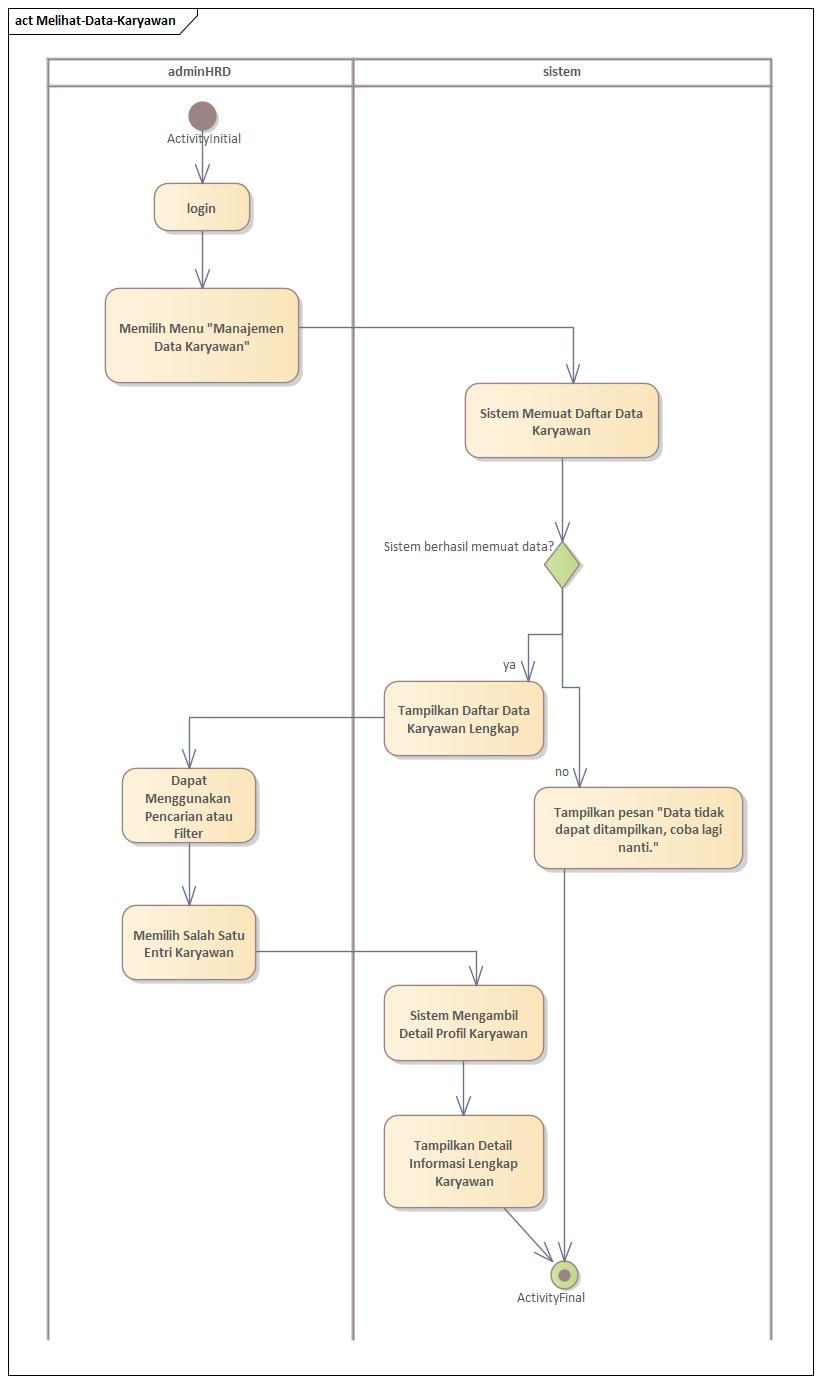 act Melihat-Data-Karyawan
adminHRD
sistem
ActivityInitial
login
Memilih Menu "Manajemen
Data Karyawan"
Sistem Memuat Daftar Data
Karyawan
Sistem berhasil memuat data?
ya
Tampilkan Daftar Data
Karyawan Lengkap
no
Dapat
Menggunakan
Pencarian atau
Filter
Tampilkan pesan "Data tidak
dapat ditampilkan, coba lagi
nanti."
Memilih Salah Satu
Entri Karyawan
Sistem Mengambil
Detail Profil Karyawan
Tampilkan Detail
Informasi Lengkap
Karyawan
ActivityFinal